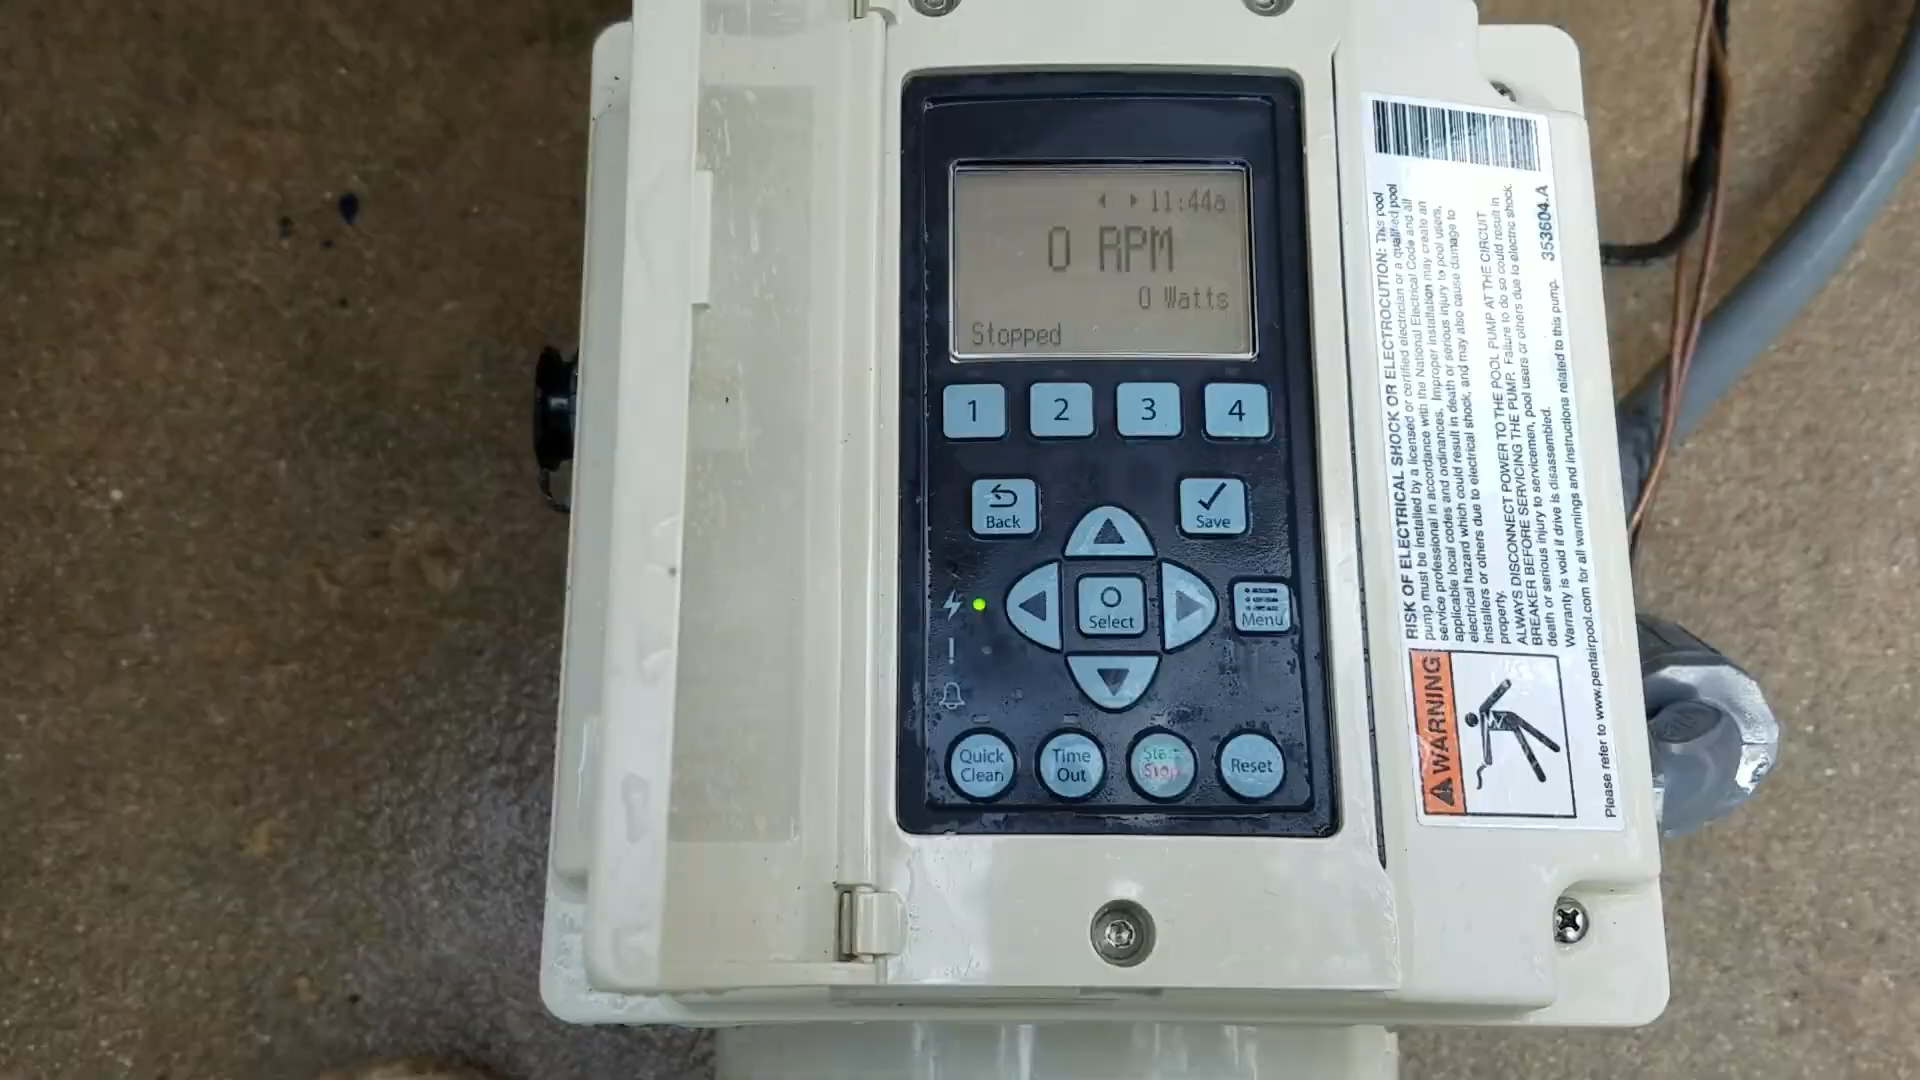 11:44a
0 RPM
0 Watts
Stopped
1
2
3
4
Back
Save
Select
Menu
Quick
Clean
Time
Out
Start
Stop
Reset
353604.A
RISK OF ELECTRICAL SHOCK OR ELECTROCUTION: This pool
pump must be installed by a licensed or certified electrician or a qualified pool
service professional in accordance with the National Electrical Code and all
applicable local codes and ordinances. Improper installation may create an
electrical hazard which could result in death or serious injury to pool users,
installers or others due to electrical shock, and may also cause damage to
property.
ALWAYS DISCONNECT POWER TO THE POOL PUMP AT THE CIRCUIT
BREAKER BEFORE SERVICING THE PUMP. Failure to do so could result in
death or serious injury to servicemen, pool users or others due to electric shock.
Warranty is void if drive is disassembled.
Please refer to www.pentairpool.com for all warnings and instructions related to this pump.
WARNING